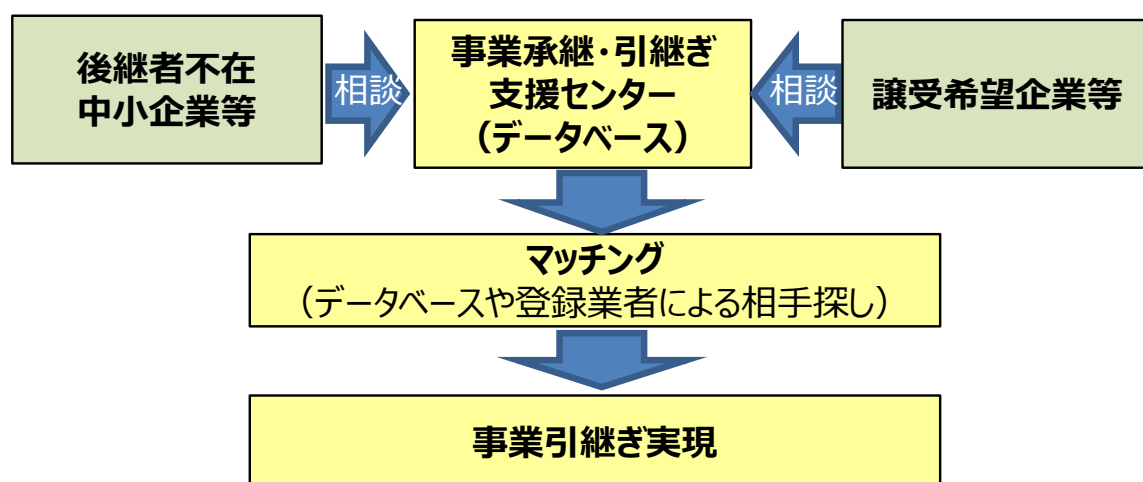 後継者不在
中小企業等
相談
事業承継・引継ぎ
支援センター
（データベース）
相談
譲受希望企業等
マッチング
（データベースや登録業者による相手探し）
事業引継ぎ実現